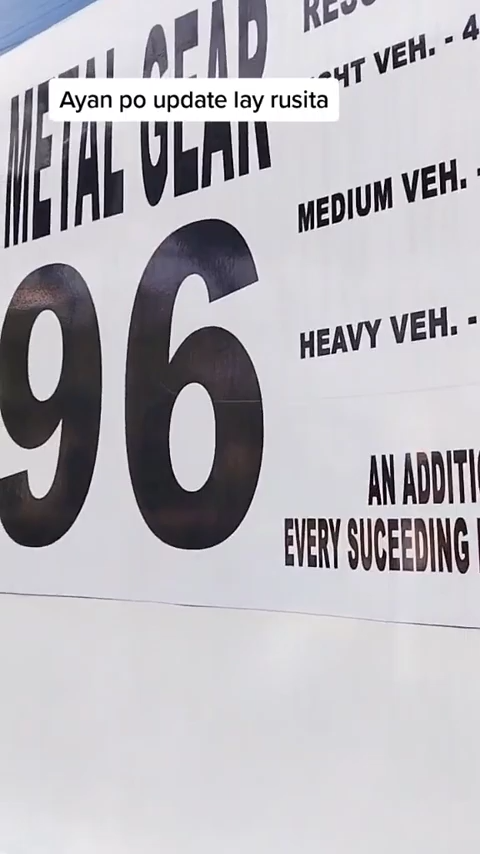 METAL GEAR
96
Ayan po update lay rusita
MEDIUM VEH. -
HEAVY VEH. -
VEH. - 4
AN ADDITI
EVERY SUCEEDING